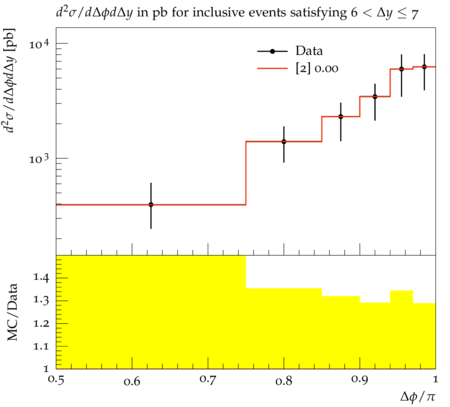 d²σ/dΔϕdΔy in pb for inclusive events satisfying 6 < Δy ≤ 7
d²σ/dΔϕdΔy [pb]
10⁴
Data
[2] 0.00
10³
MC/Data
1.4
1.3
1.2
1.1
1
0.5 0.6 0.7 0.8 0.9 1
Δϕ/π